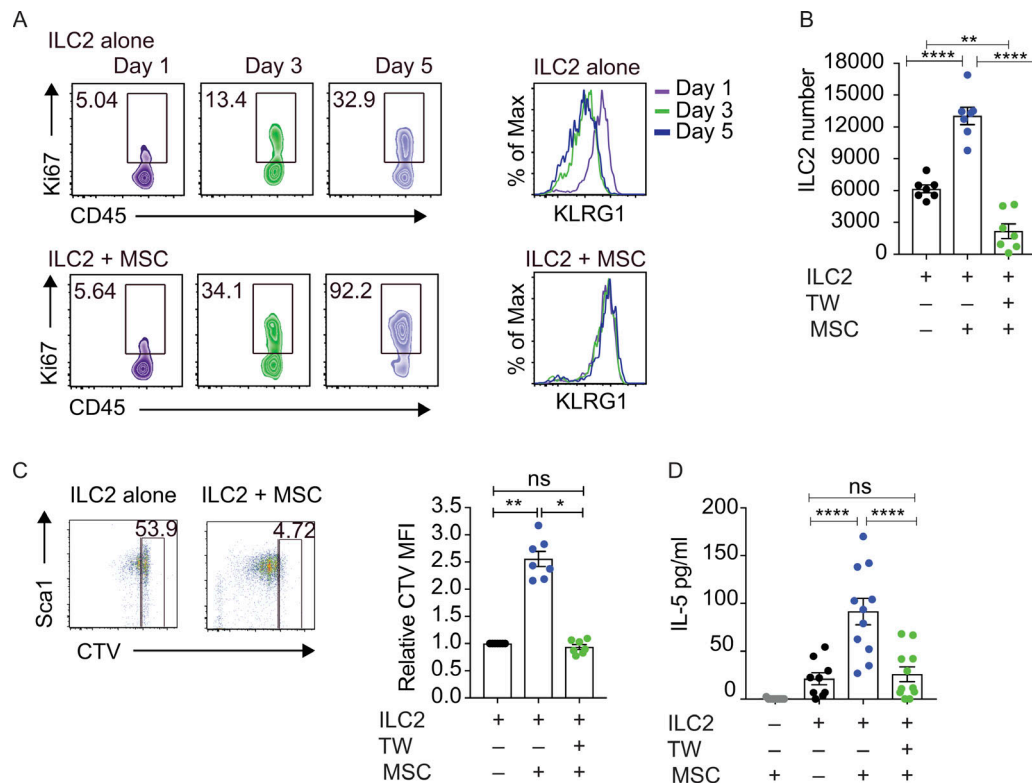 A
ILC2 alone
Day 1 Day 3 Day 5
5.04 13.4 32.9
Ki67
CD45
ILC2 + MSC
5.64 34.1 92.2
Ki67
CD45
ILC2 alone
Day 1
Day 3
Day 5
% of Max
KLRG1
ILC2 + MSC
% of Max
KLRG1
B
**
**** ****
ILC2 number
18000
15000
12000
9000
6000
3000
0
ILC2 + + +
TW +
MSC – + +
C
ILC2 alone ILC2 + MSC
53.9 4.72
Sca1
CTV
ns
** *
Relative CTV MFI
3.5
3.0
2.5
2.0
1.5
1.0
0.5
0.0
ILC2 + + +
TW +
MSC – + +
D
ns
**** ****
IL-5 pg/ml
200
150
100
50
0
ILC2 – + + +
TW +
MSC + – + +